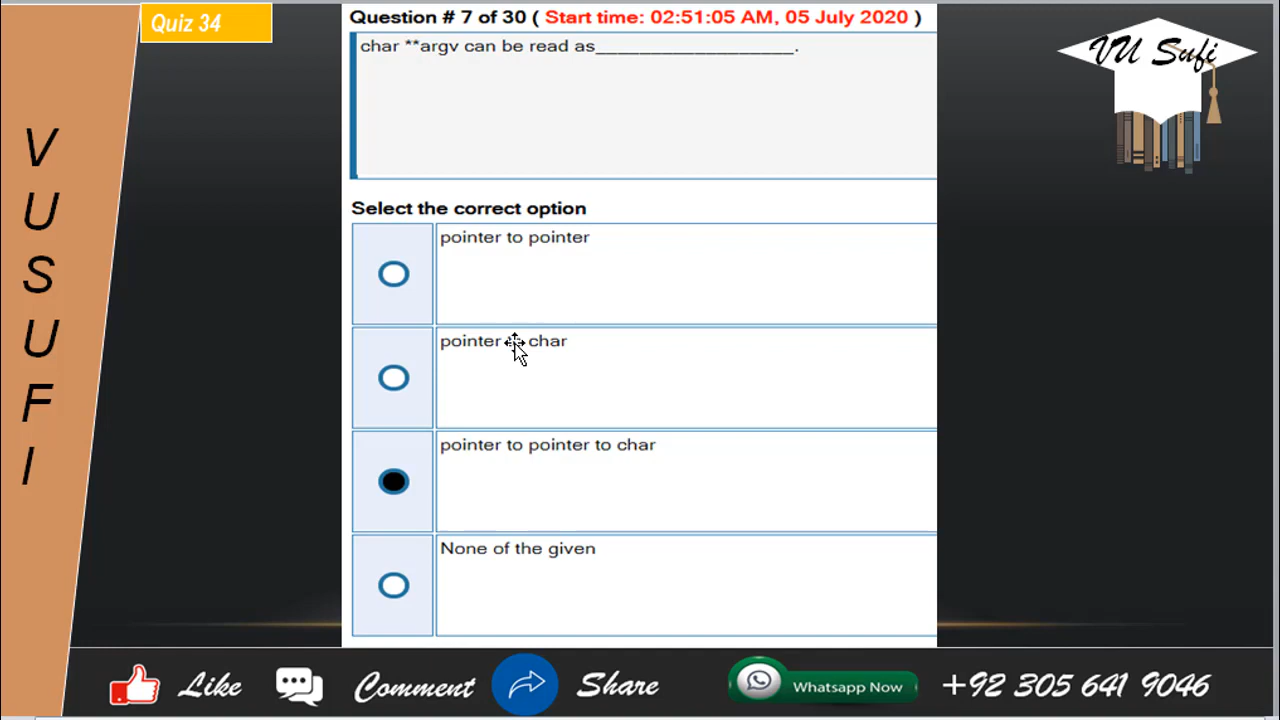 Quiz 34
Question # 7 of 30 ( Start time: 02:51:05 AM, 05 July 2020 )
VU Sufi
char **argv can be read as____________________.
V
U
S
U
F
I
Select the correct option
pointer to pointer
pointer char
pointer to pointer to char
None of the given
Like
Comment
Share
Whatsapp Now
+92 305 641 9046